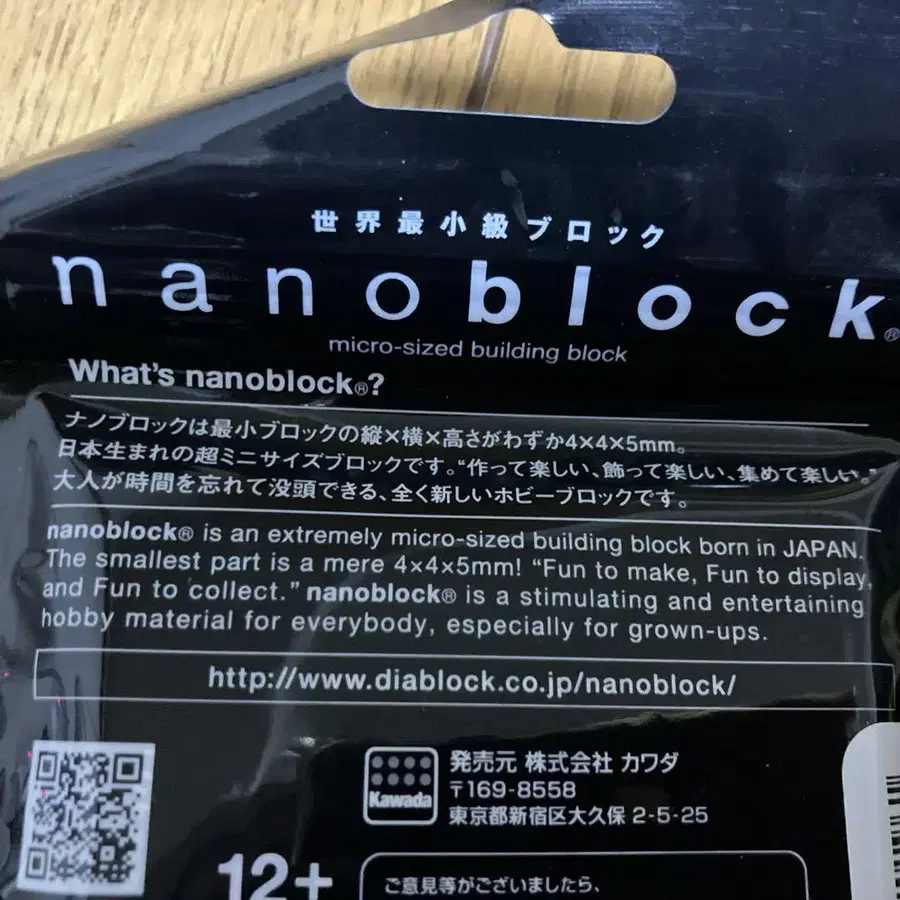 世界最小級ブロック
nanoblock®
micro-sized building block
What's nanoblock®?
ナノブロックは最小ブロックの縦×横×高さがわずか4×4×5mm。
日本生まれの超ミニサイズブロックです。“作って楽しい、飾って楽しい、集めて楽しい。”
大人が時間を忘れて没頭できる、全く新しいホビーブロックです。
nanoblock® is an extremely micro-sized building block born in JAPAN.
The smallest part is a mere 4×4×5mm! “Fun to make, Fun to display,
and Fun to collect.” nanoblock® is a stimulating and entertaining
hobby material for everybody, especially for grown-ups.
http://www.diablock.co.jp/nanoblock/
Kawada
発売元 株式会社 カワダ
〒169-8558
東京都新宿区大久保 2-5-25
12+
ご意見等がございましたら、